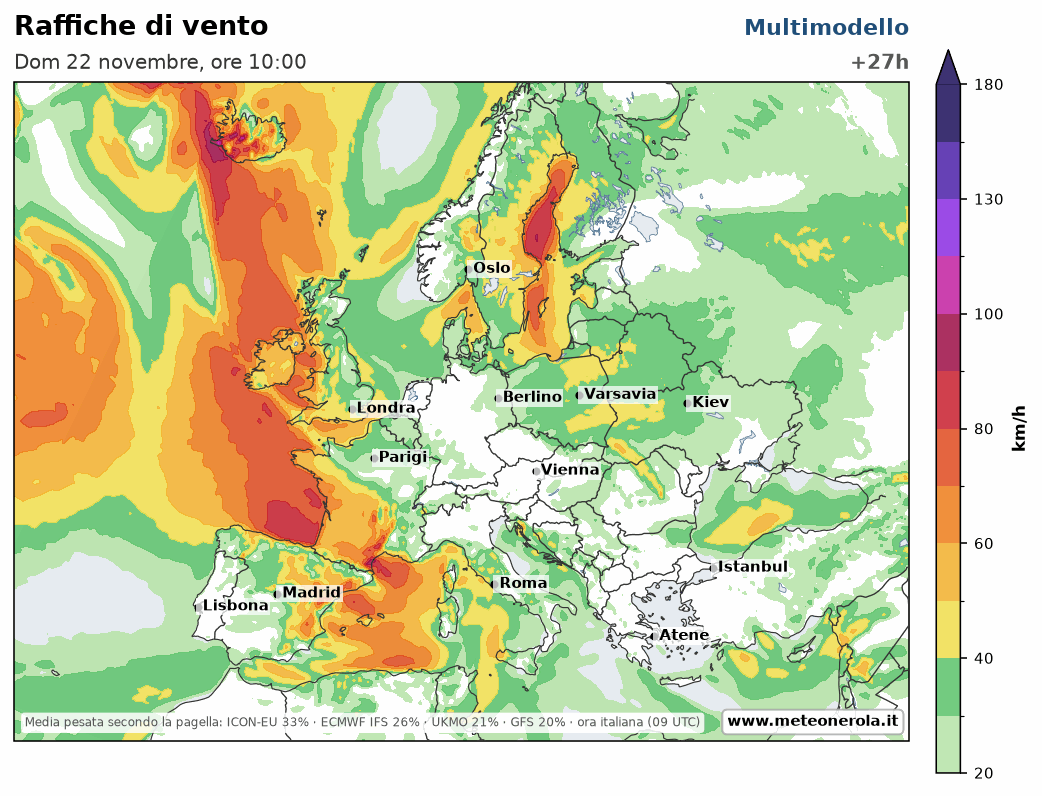 Raffiche di vento
Multimodello
Dom 22 novembre, ore 10:00
+27h
180
130
100
80
60
40
20
km/h
Oslo
Berlino
Varsavia
Kiev
Londra
Parigi
Vienna
Istanbul
Roma
Madrid
Lisbona
Atene
Media pesata secondo la pagella: ICON-EU 33% · ECMWF IFS 26% · UKMO 21% · GFS 20% · ora italiana (09 UTC)
www.meteonerola.it